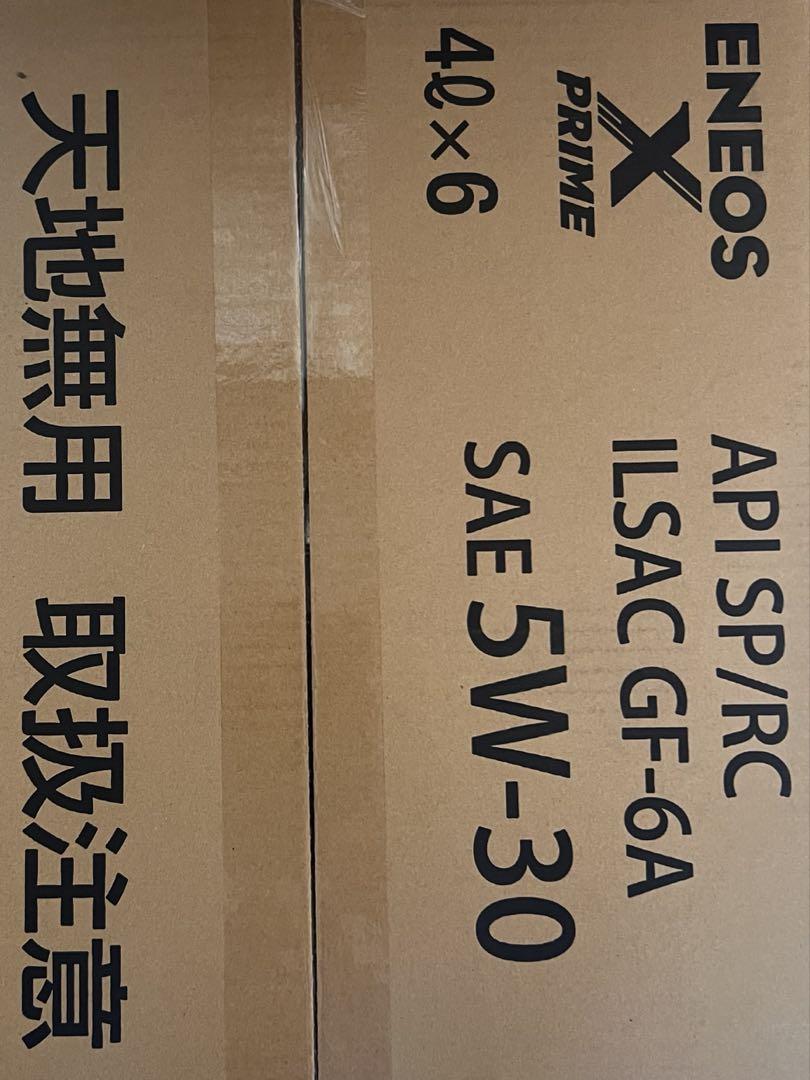 ENEOS
X PRIME
4ℓ×6
API SP/RC
ILSAC GF-6A
SAE 5W-30
天地無用 取扱注意